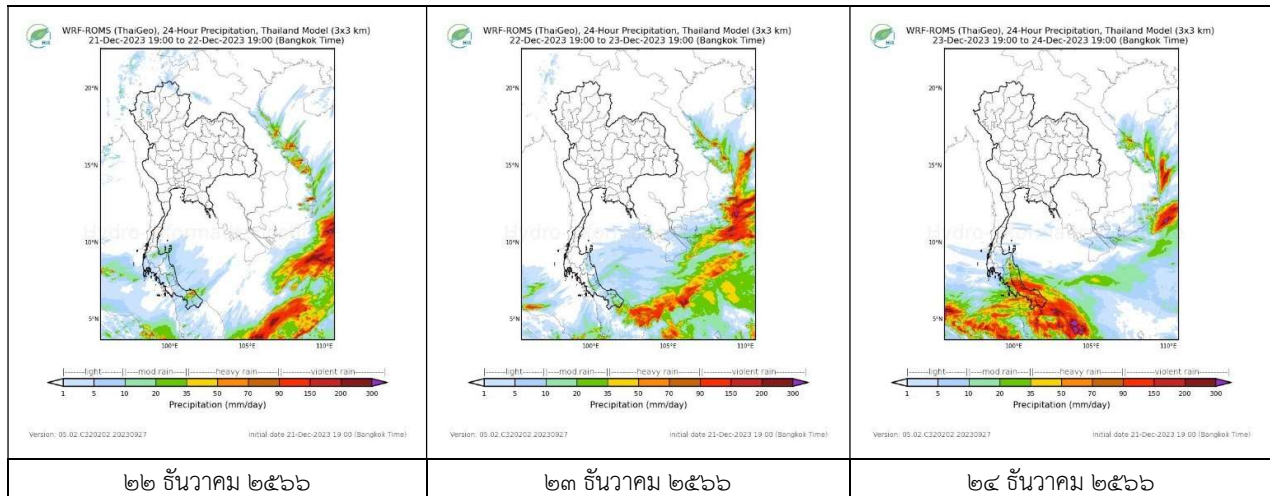 WRF-ROMS (ThaiGeo), 24-Hour Precipitation, Thailand Model (3x3 km)
21-Dec-2023 19:00 to 22-Dec-2023 19:00 (Bangkok Time)
20°N
15°N
10°N
5°N
100°E 105°E 110°E
|--------light--------||----mod rain----||--------heavy rain--------||--------violent rain--------|
1 5 10 20 35 50 70 90 150 200 300
Precipitation (mm/day)
Version: 05.02.C320202.20230927 initial date 21-Dec-2023 19:00 (Bangkok Time)
๒๒ ธันวาคม ๒๕๖๖
WRF-ROMS (ThaiGeo), 24-Hour Precipitation, Thailand Model (3x3 km)
22-Dec-2023 19:00 to 23-Dec-2023 19:00 (Bangkok Time)
20°N
15°N
10°N
5°N
100°E 105°E 110°E
|--------light--------||----mod rain----||--------heavy rain--------||--------violent rain--------|
1 5 10 20 35 50 70 90 150 200 300
Precipitation (mm/day)
Version: 05.02.C320202.20230927 initial date 21-Dec-2023 19:00 (Bangkok Time)
๒๓ ธันวาคม ๒๕๖๖
WRF-ROMS (ThaiGeo), 24-Hour Precipitation, Thailand Model (3x3 km)
23-Dec-2023 19:00 to 24-Dec-2023 19:00 (Bangkok Time)
20°N
15°N
10°N
5°N
100°E 105°E 110°E
|--------light--------||----mod rain----||--------heavy rain--------||--------violent rain--------|
1 5 10 20 35 50 70 90 150 200 300
Precipitation (mm/day)
Version: 05.02.C320202.20230927 initial date 21-Dec-2023 19:00 (Bangkok Time)
๒๔ ธันวาคม ๒๕๖๖